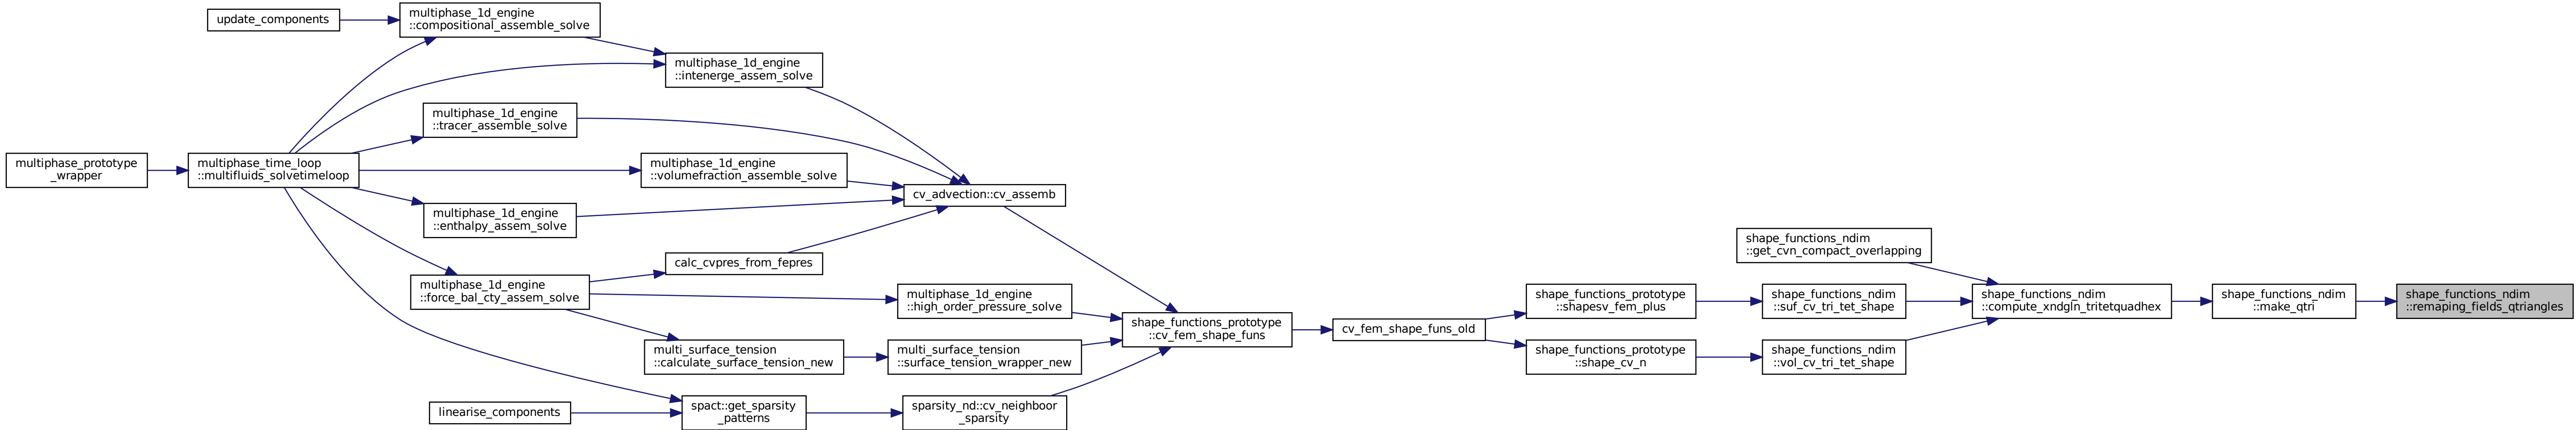 update_components
multiphase_1d_engine
::compositional_assemble_solve
multiphase_1d_engine
::intenerge_assem_solve
multiphase_1d_engine
::tracer_assemble_solve
multiphase_prototype
_wrapper
multiphase_time_loop
::multifluids_solvetimeloop
multiphase_1d_engine
::volumefraction_assemble_solve
cv_advection::cv_assemb
multiphase_1d_engine
::enthalpy_assem_solve
calc_cvpres_from_fepres
multiphase_1d_engine
::force_bal_cty_assem_solve
multiphase_1d_engine
::high_order_pressure_solve
multi_surface_tension
::calculate_surface_tension_new
multi_surface_tension
::surface_tension_wrapper_new
linearise_components
spact::get_sparsity
_patterns
sparsity_nd::cv_neighboor
_sparsity
shape_functions_prototype
::cv_fem_shape_funs
cv_fem_shape_funs_old
shape_functions_prototype
::shapesv_fem_plus
shape_functions_prototype
::shape_cv_n
shape_functions_ndim
::get_cvn_compact_overlapping
shape_functions_ndim
::suf_cv_tri_tet_shape
shape_functions_ndim
::vol_cv_tri_tet_shape
shape_functions_ndim
::compute_xndgln_tritetquadhex
shape_functions_ndim
::make_qtri
shape_functions_ndim
::remaping_fields_qtriangles